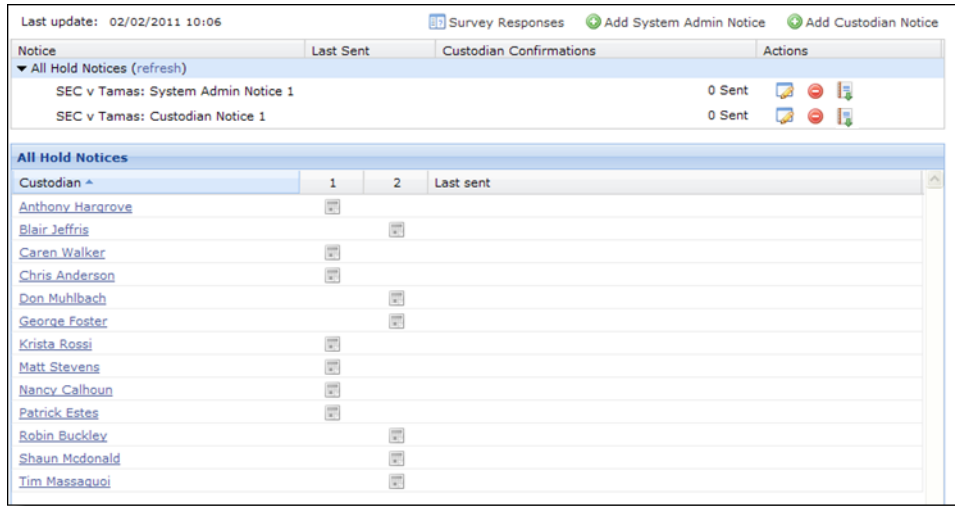 Last update: 02/02/2011 10:06 Survey Responses Add System Admin Notice Add Custodian Notice
Notice Last Sent Custodian Confirmations Actions
All Hold Notices (refresh)
SEC v Tamas: System Admin Notice 1 0 Sent
SEC v Tamas: Custodian Notice 1 0 Sent
All Hold Notices
Custodian 1 2 Last sent
Anthony Hargrove
Blair Jeffris
Caren Walker
Chris Anderson
Don Muhlbach
George Foster
Krista Rossi
Matt Stevens
Nancy Calhoun
Patrick Estes
Robin Buckley
Shaun Mcdonald
Tim Massaquoi